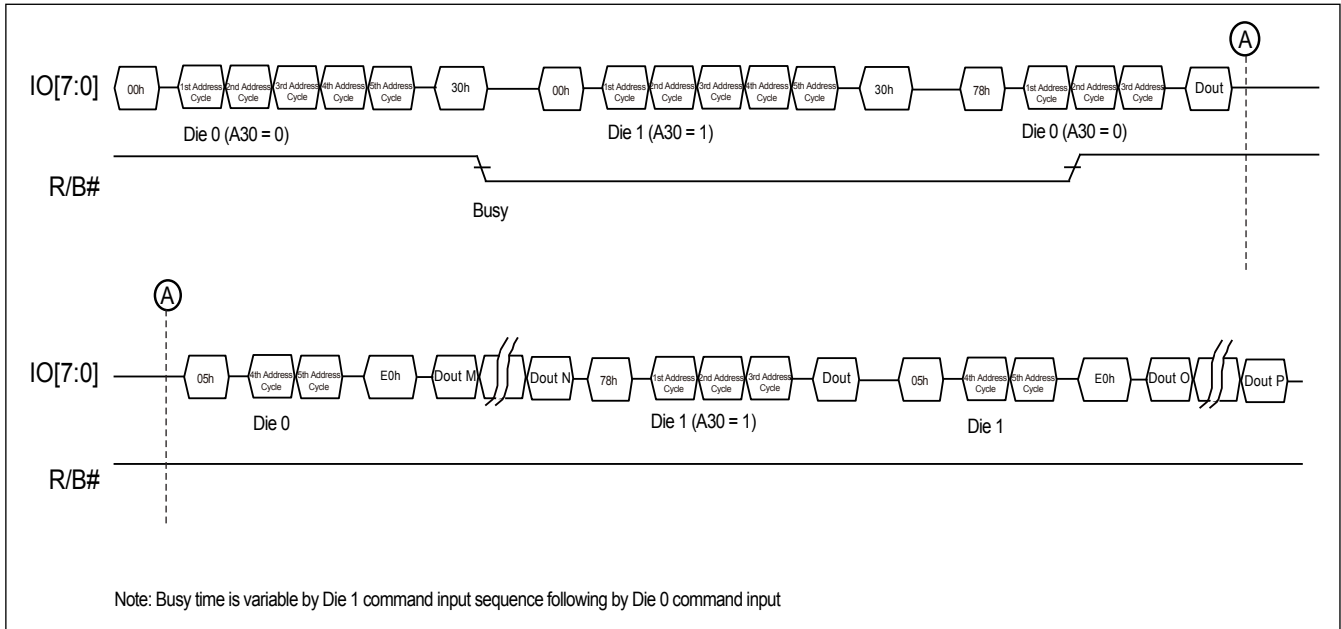 A
IO[7:0] 00h 1st Address Cycle 2nd Address Cycle 3rd Address Cycle 4th Address Cycle 5th Address Cycle 30h 00h 1st Address Cycle 2nd Address Cycle 3rd Address Cycle 4th Address Cycle 5th Address Cycle 30h 78h 1st Address Cycle 2nd Address Cycle 3rd Address Cycle Dout
Die 0 (A30 = 0) Die 1 (A30 = 1) Die 0 (A30 = 0)
R/B#
Busy
A
IO[7:0] 05h 4th Address Cycle 5th Address Cycle E0h Dout M Dout N 78h 1st Address Cycle 2nd Address Cycle 3rd Address Cycle Dout 05h 4th Address Cycle 5th Address Cycle E0h Dout O Dout P
Die 0 Die 1 (A30 = 1) Die 1
R/B#
Note: Busy time is variable by Die 1 command input sequence following by Die 0 command input